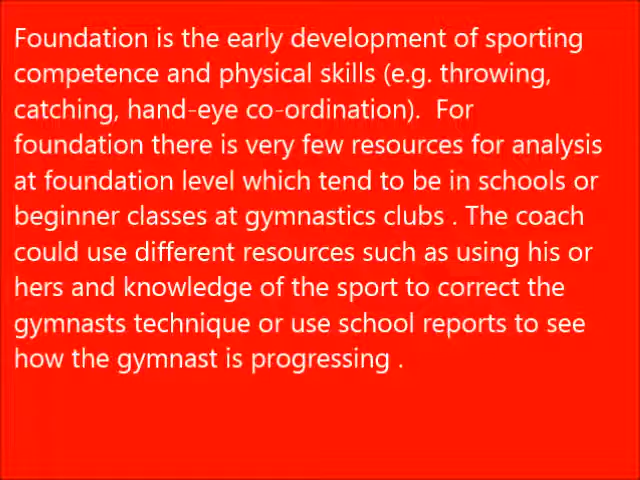 Foundation is the early development of sporting
competence and physical skills (e.g. throwing,
catching, hand-eye co-ordination).  For
foundation there is very few resources for analysis
at foundation level which tend to be in schools or
beginner classes at gymnastics clubs . The coach
could use different resources such as using his or
hers and knowledge of the sport to correct the
gymnasts technique or use school reports to see
how the gymnast is progressing .